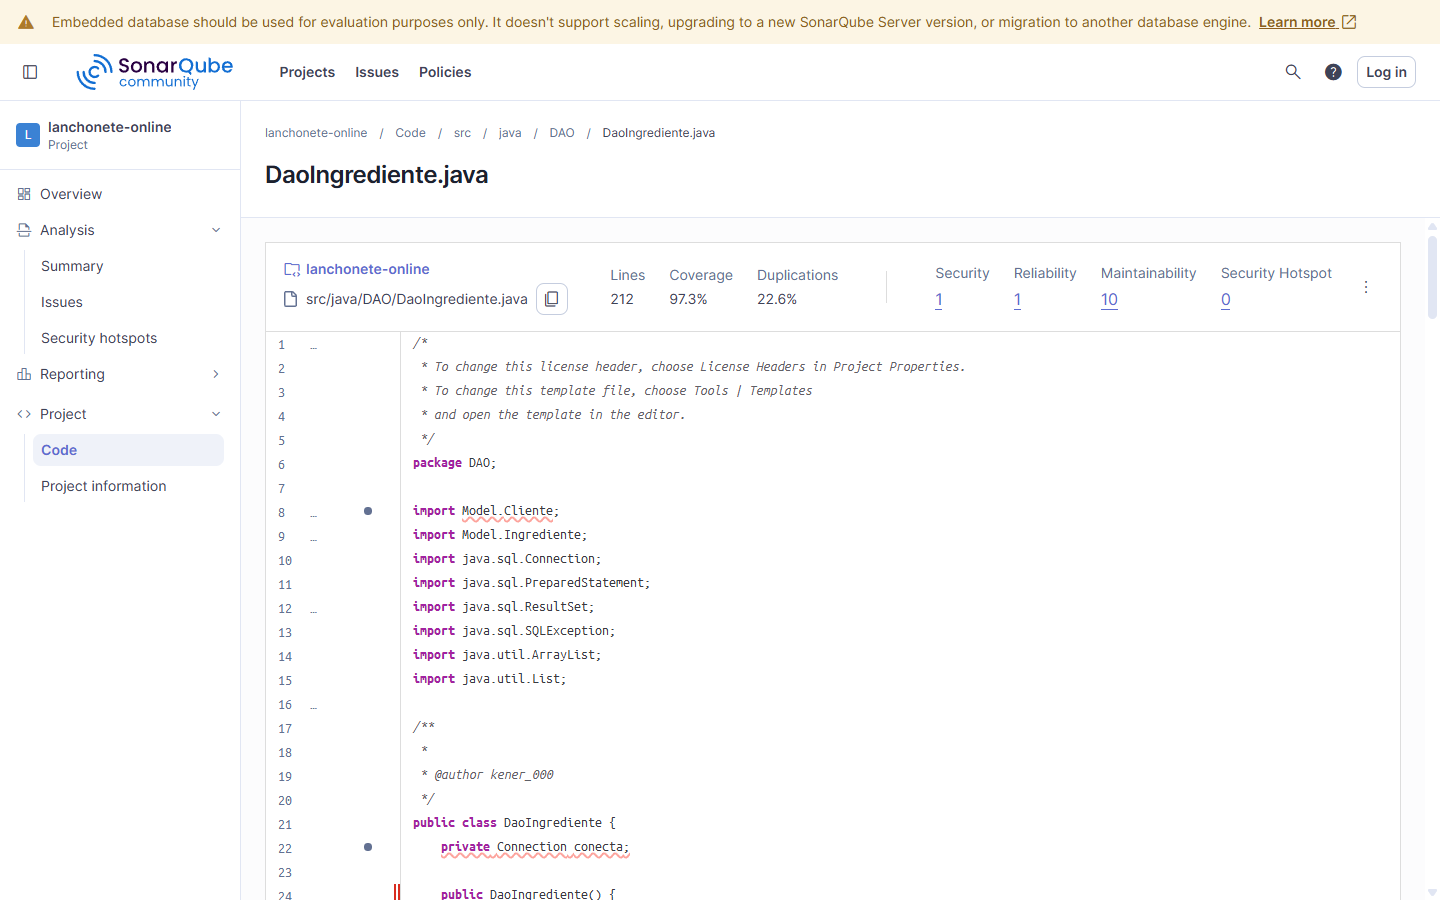 Embedded database should be used for evaluation purposes only. It doesn't support scaling, upgrading to a new SonarQube Server version, or migration to another database engine. Learn more
SonarQube community
Projects
Issues
Policies
?
Log in
L
lanchonete-online
Project
Overview
Analysis
Summary
Issues
Security hotspots
Reporting
Project
Code
Project information
lanchonete-online / Code / src / java / DAO / DaoIngrediente.java
DaoIngrediente.java
lanchonete-online
src/java/DAO/DaoIngrediente.java
Lines
212
Coverage
97.3%
Duplications
22.6%
Security
1
Reliability
1
Maintainability
10
Security Hotspot
0
1 … /*
2 * To change this license header, choose License Headers in Project Properties.
3 * To change this template file, choose Tools | Templates
4 * and open the template in the editor.
5 */
6 package DAO;
7
8 … import Model.Cliente;
9 … import Model.Ingrediente;
10 import java.sql.Connection;
11 import java.sql.PreparedStatement;
12 … import java.sql.ResultSet;
13 import java.sql.SQLException;
14 import java.util.ArrayList;
15 import java.util.List;
16 …
17 /**
18 *
19 * @author kener_000
20 */
21 public class DaoIngrediente {
22 private Connection conecta;
23
24 public DaoIngrediente() {